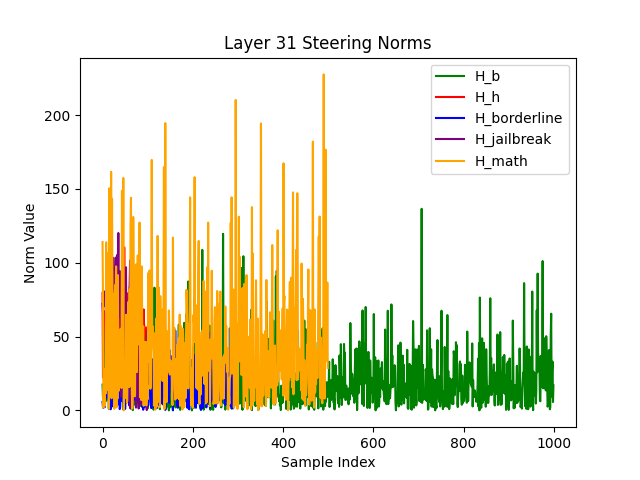 Layer 31 Steering Norms
H_b
H_h
H_borderline
H_jailbreak
H_math
Norm Value
200
150
100
50
0
0
200
400
600
800
1000
Sample Index